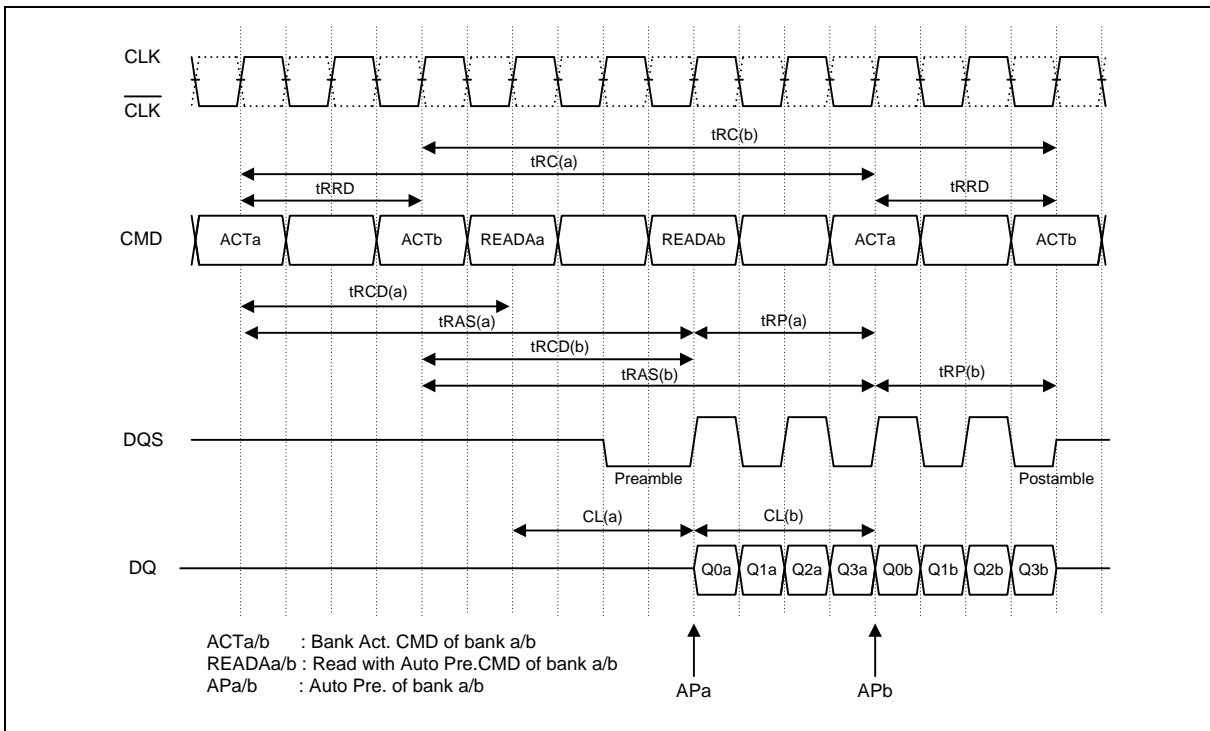 CLK
CLK
tRC(b)
tRC(a)
tRRD
tRRD
CMD
ACTa
ACTb
READAa
READAb
ACTa
ACTb
tRCD(a)
tRAS(a)
tRP(a)
tRCD(b)
tRAS(b)
tRP(b)
DQS
Preamble
Postamble
CL(a)
CL(b)
DQ
Q0a
Q1a
Q2a
Q3a
Q0b
Q1b
Q2b
Q3b
ACTa/b : Bank Act. CMD of bank a/b
READAa/b : Read with Auto Pre.CMD of bank a/b
APa/b : Auto Pre. of bank a/b
APa
APb